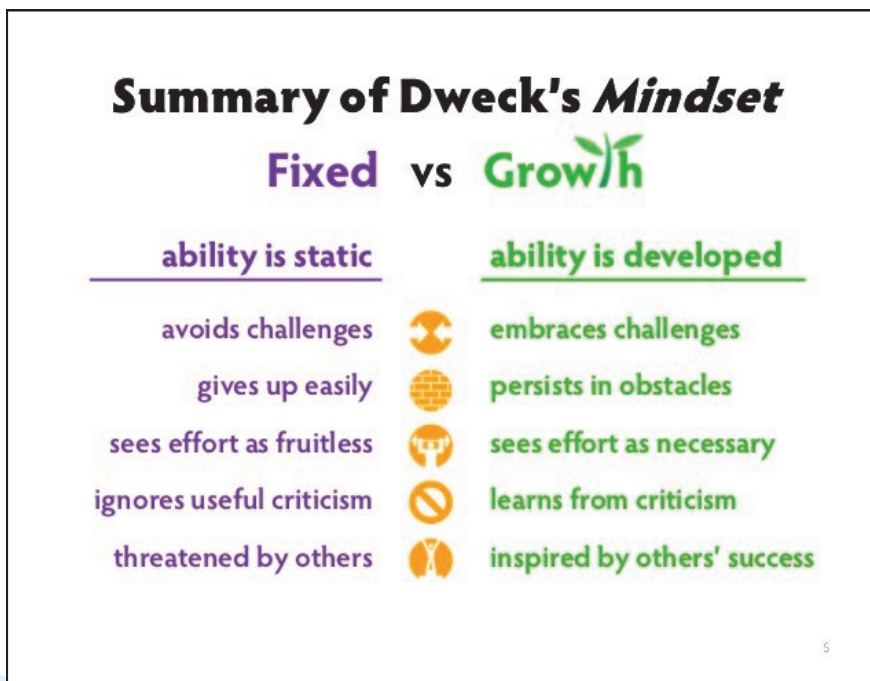 Summary of Dweck's Mindset
Fixed vs Growth
ability is static ability is developed
avoids challenges embraces challenges
gives up easily persists in obstacles
sees effort as fruitless sees effort as necessary
ignores useful criticism learns from criticism
threatened by others inspired by others' success
5